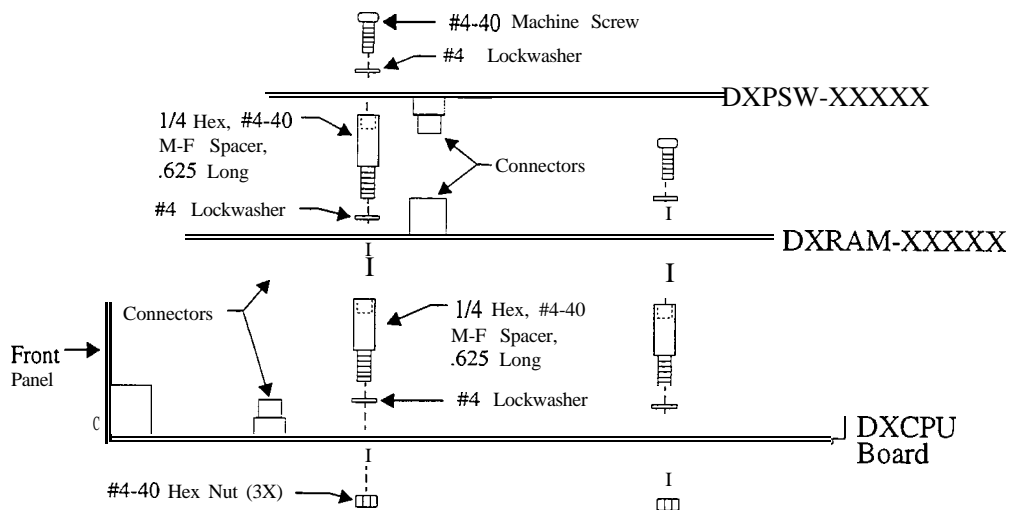 #4-40 Machine Screw
#4 Lockwasher
DXPSW-XXXXX
1/4 Hex, #4-40
M-F Spacer,
.625 Long
Connectors
#4 Lockwasher
DXRAM-XXXXX
Connectors
1/4 Hex, #4-40
M-F Spacer,
.625 Long
Front
Panel
#4 Lockwasher
DXCPU
Board
#4-40 Hex Nut (3X)